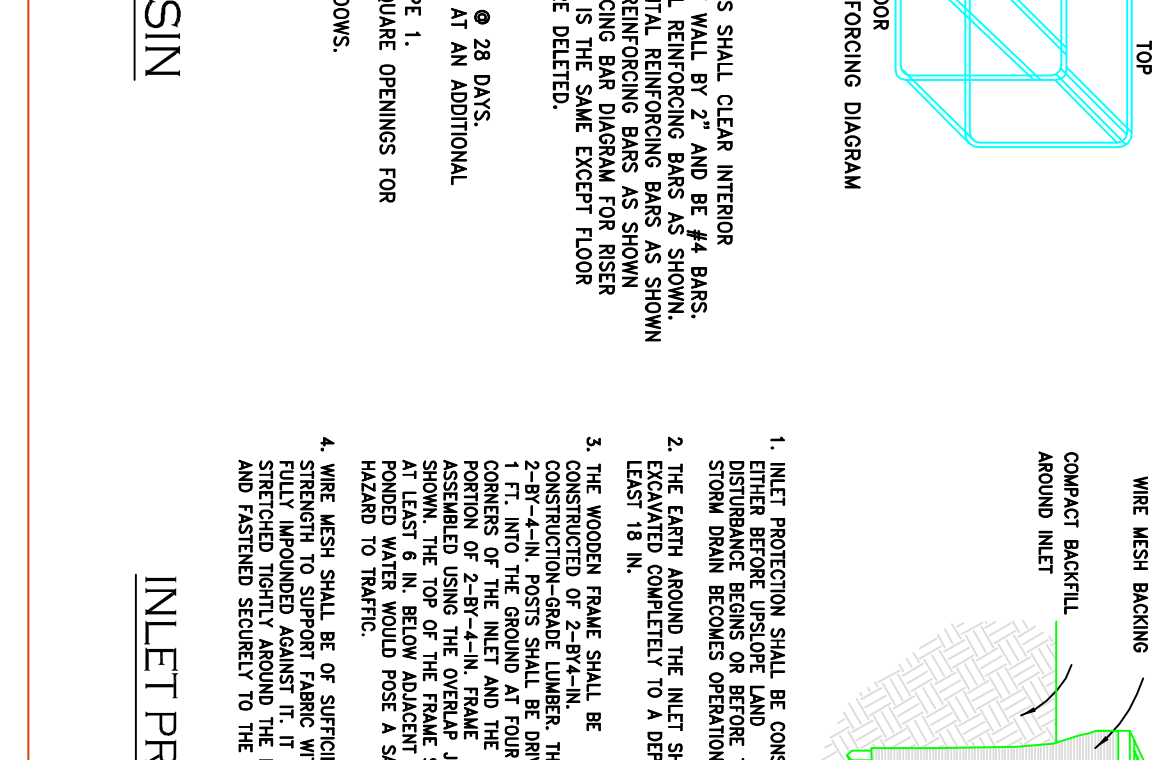 TOP
OOR
FORCING DIAGRAM
S SHALL CLEAR INTERIOR
WALL BY 2" AND BE #4 BARS.
REINFORCING BARS AS SHOWN.
TAL REINFORCING BARS AS SHOWN
REINFORCING BARS AS SHOWN
CING BAR DIAGRAM FOR RISER
IS THE SAME EXCEPT FLOOR
E DELETED.
@ 28 DAYS.
AT AN ADDITIONAL
PE 1.
QUARE OPENINGS FOR
DOWS.
SIN
WIRE MESH BACKING
COMPACT BACKFILL
AROUND INLET
1. INLET PROTECTION SHALL BE CONS
EITHER BEFORE UPSLOPE LAND
DISTURBANCE BEGINS OR BEFORE
STORM DRAIN BECOMES OPERATION
2. THE EARTH AROUND THE INLET SH
EXCAVATED COMPLETELY TO A DEP
LEAST 18 IN.
3. THE WOODEN FRAME SHALL BE
CONSTRUCTED OF 2-BY4-IN.
CONSTRUCTION-GRADE LUMBER. TH
2-BY-4-IN. POSTS SHALL BE DRIV
1 FT. INTO THE GROUND AT FOUR
CORNERS OF THE INLET AND THE
PORTION OF 2-BY-4-IN. FRAME
ASSEMBLED USING THE OVERLAP J
SHOWN. THE TOP OF THE FRAME S
AT LEAST 6 IN. BELOW ADJACENT
PONDED WATER WOULD POSE A SA
HAZARD TO TRAFFIC.
4. WIRE MESH SHALL BE OF SUFFICI
STRENGTH TO SUPPORT FABRIC WI
FULLY IMPOUNDED AGAINST IT. IT
STRETCHED TIGHTLY AROUND THE
AND FASTENED SECURELY TO THE
INLET PR